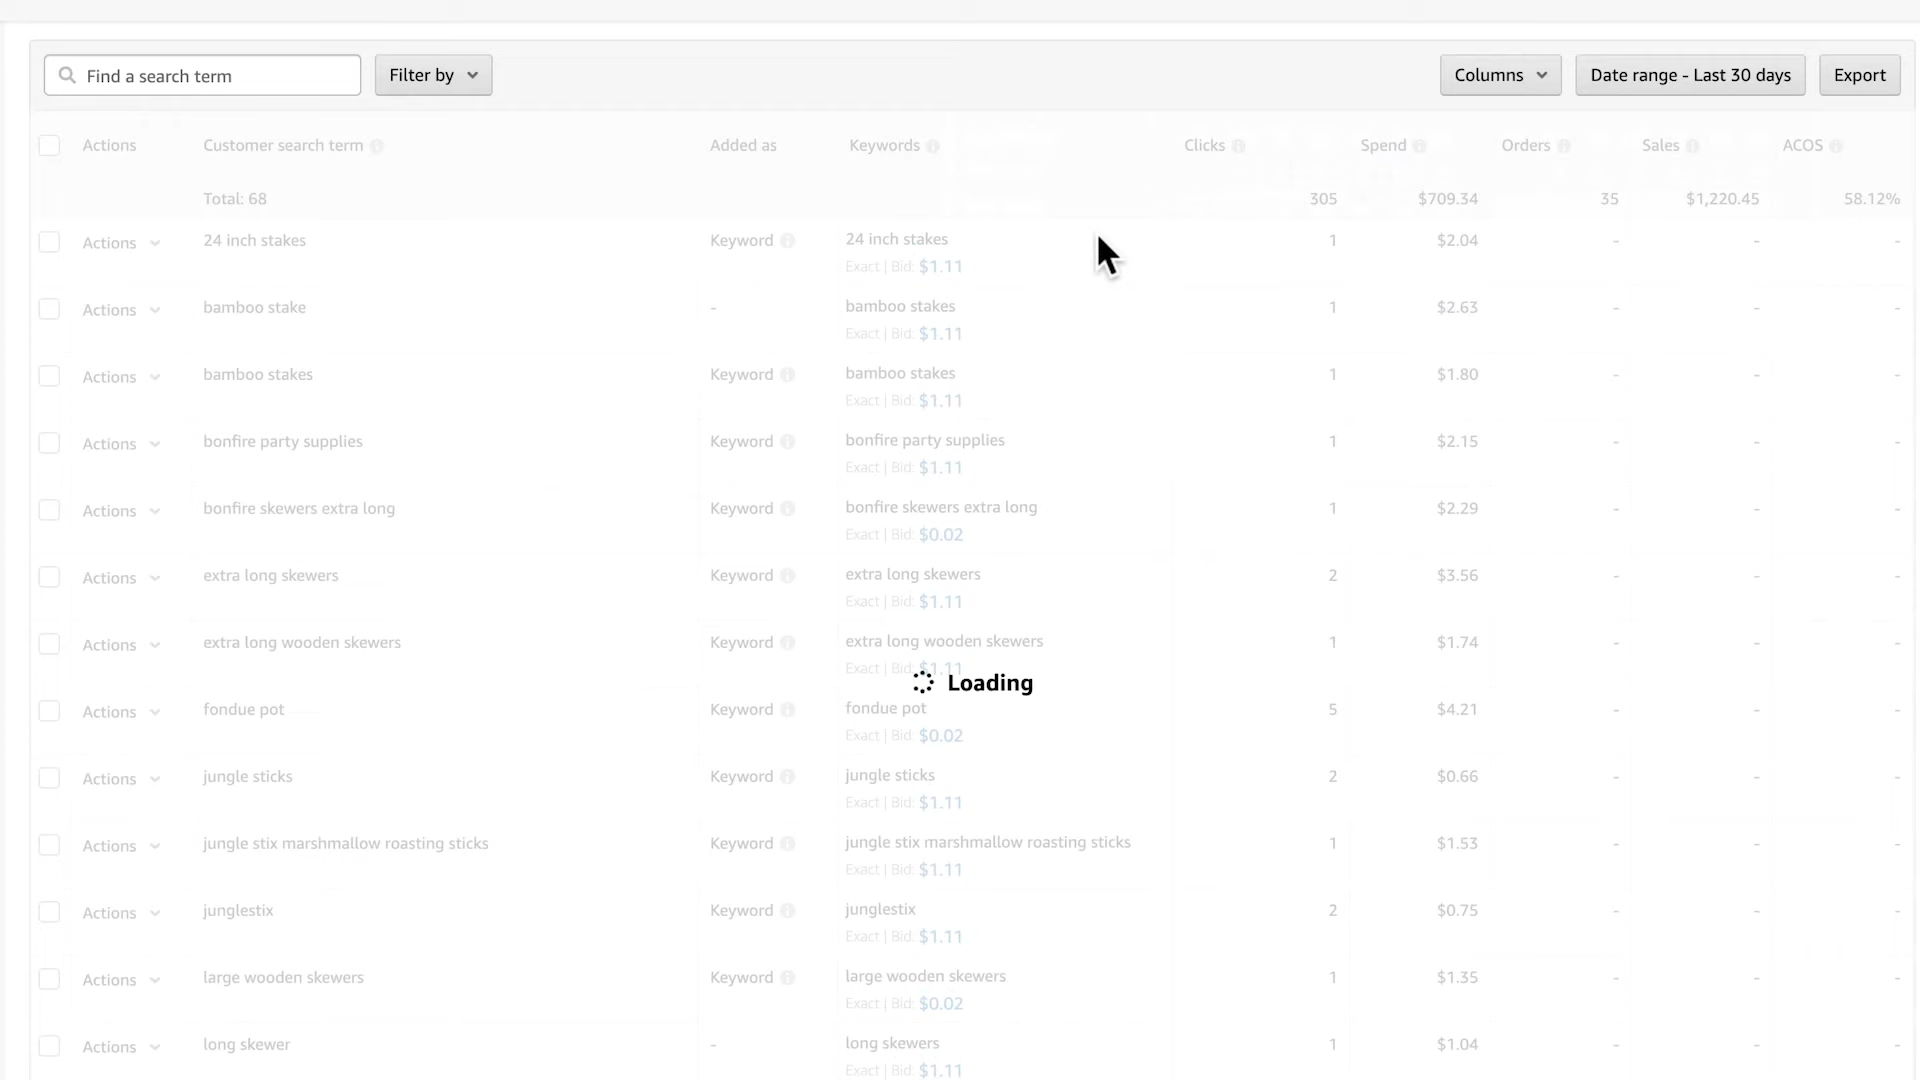 Find a search term Filter by Columns Date range - Last 30 days Export
Actions Customer search term Added as Keywords Clicks Spend Orders Sales ACOS
Total: 68 305 $709.34 35 $1,220.45 58.12%
Actions 24 inch stakes Keyword 24 inch stakes 1 $2.04 - - -
Exact | Bid: $1.11
Actions bamboo stake - bamboo stakes 1 $2.63 - - -
Exact | Bid: $1.11
Actions bamboo stakes Keyword bamboo stakes 1 $1.80 - - -
Exact | Bid: $1.11
Actions bonfire party supplies Keyword bonfire party supplies 1 $2.15 - - -
Exact | Bid: $1.11
Actions bonfire skewers extra long Keyword bonfire skewers extra long 1 $2.29 - - -
Exact | Bid: $0.02
Actions extra long skewers Keyword extra long skewers 2 $3.56 - - -
Exact | Bid: $1.11
Actions extra long wooden skewers Keyword extra long wooden skewers 1 $1.74 - - -
Exact | Bid: $1.11
Loading
Actions fondue pot Keyword fondue pot 5 $4.21 - - -
Exact | Bid: $0.02
Actions jungle sticks Keyword jungle sticks 2 $0.66 - - -
Exact | Bid: $1.11
Actions jungle stix marshmallow roasting sticks Keyword jungle stix marshmallow roasting sticks 1 $1.53 - - -
Exact | Bid: $1.11
Actions junglestix Keyword junglestix 2 $0.75 - - -
Exact | Bid: $1.11
Actions large wooden skewers Keyword large wooden skewers 1 $1.35 - - -
Exact | Bid: $0.02
Actions long skewer - long skewers 1 $1.04 - - -
Exact | Bid: $1.11